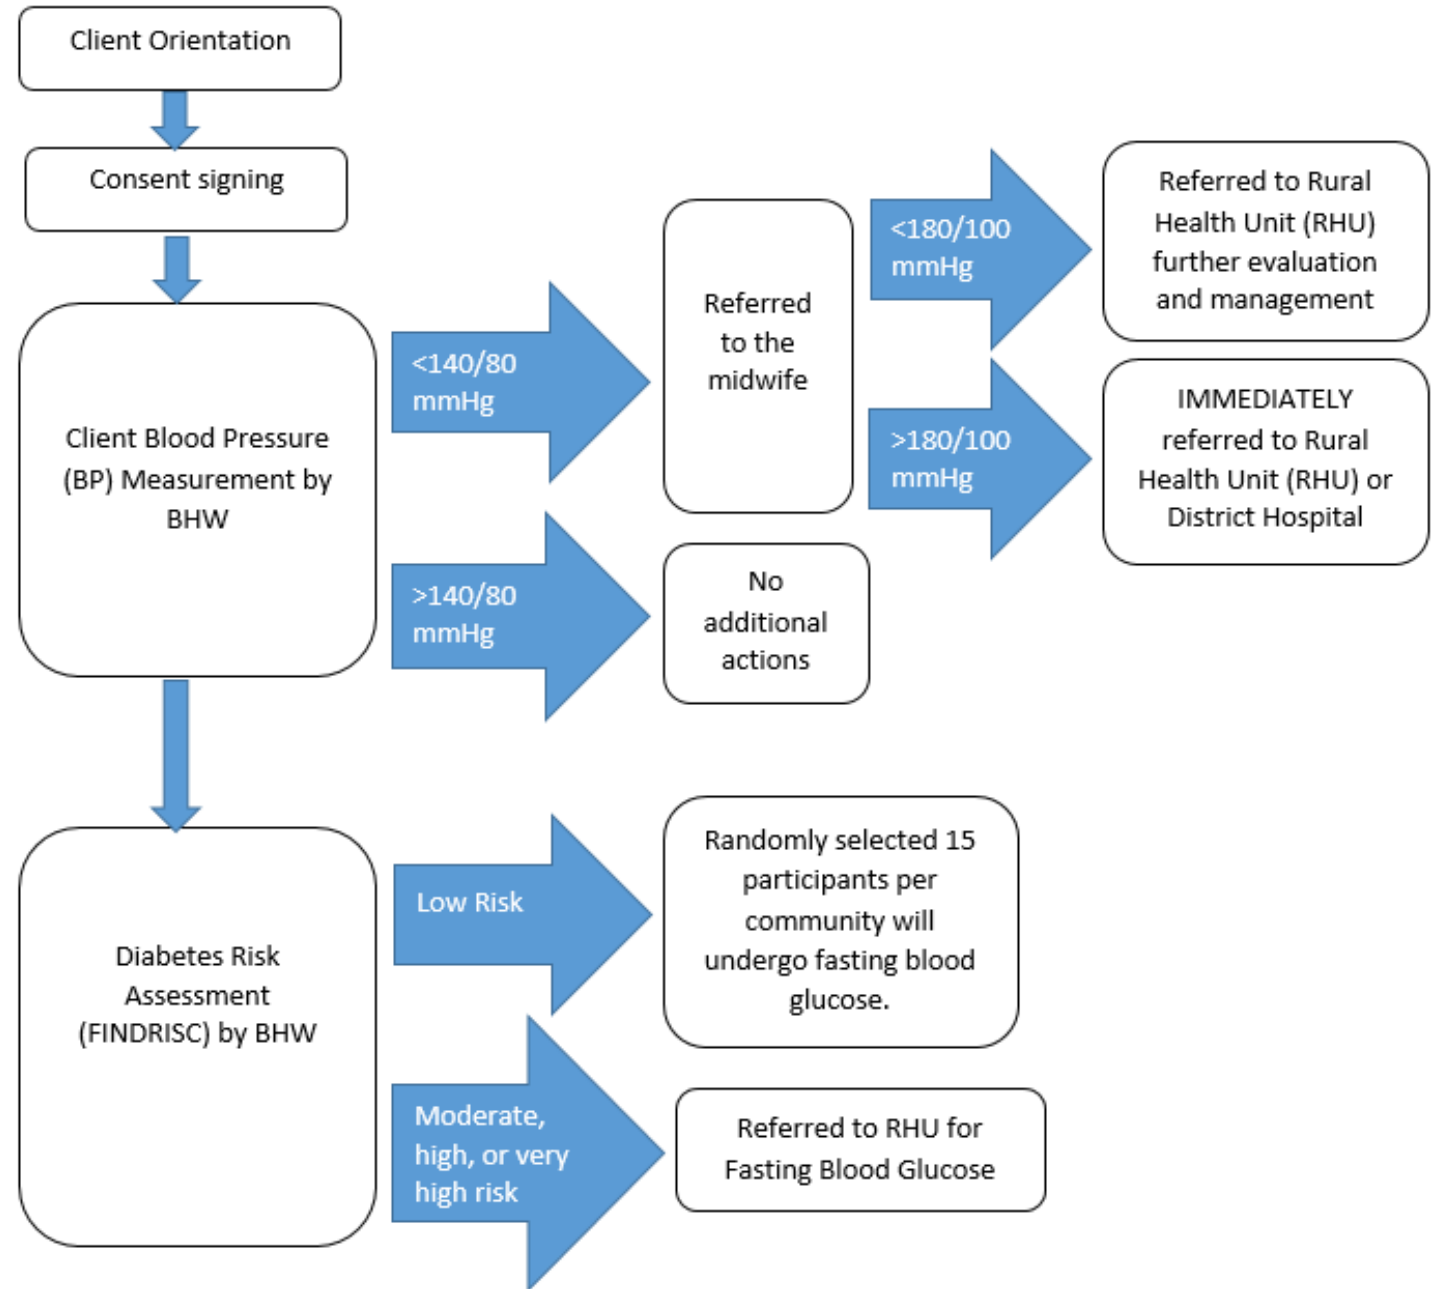 Client Orientation
Consent signing
Client Blood Pressure
(BP) Measurement by
BHW
<140/80
mmHg
Referred
to the
midwife
<180/100
mmHg
Referred to Rural
Health Unit (RHU)
further evaluation
and management
>180/100
mmHg
IMMEDIATELY
referred to Rural
Health Unit (RHU) or
District Hospital
>140/80
mmHg
No
additional
actions
Diabetes Risk
Assessment
(FINDRISC) by BHW
Low Risk
Randomly selected 15
participants per
community will
undergo fasting blood
glucose.
Moderate,
high, or very
high risk
Referred to RHU for
Fasting Blood Glucose